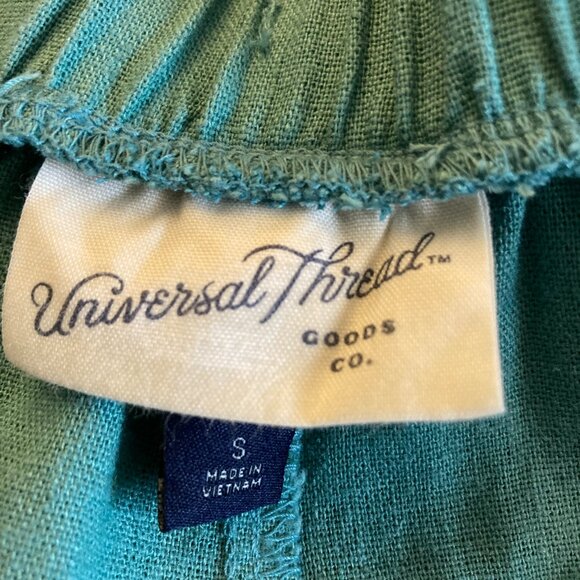 Universal Thread™
GOODS
CO.
S
MADE IN
VIETNAM